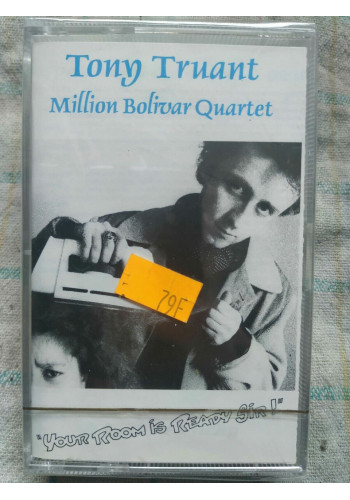 Tony Truant
Million Bolivar Quartet
79F
"YOUR ROOM iS READY SiR!"